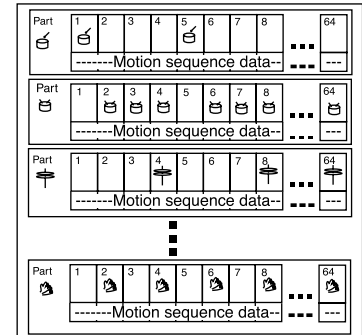 Part 1 2 3 4 5 6 7 8 64
-------Motion sequence data-- ---
Part 1 2 3 4 5 6 7 8 64
-------Motion sequence data-- ---
Part 1 2 3 4 5 6 7 8 64
-------Motion sequence data-- ---
Part 1 2 3 4 5 6 7 8 64
-------Motion sequence data-- ---